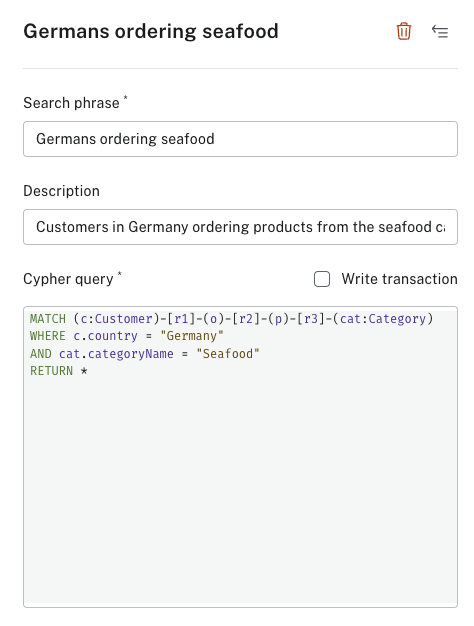 Germans ordering seafood
Search phrase *
Germans ordering seafood
Description
Customers in Germany ordering products from the seafood ca
Cypher query * Write transaction
MATCH (c:Customer)-[r1]-(o)-[r2]-(p)-[r3]-(cat:Category)
WHERE c.country = "Germany"
AND cat.categoryName = "Seafood"
RETURN *